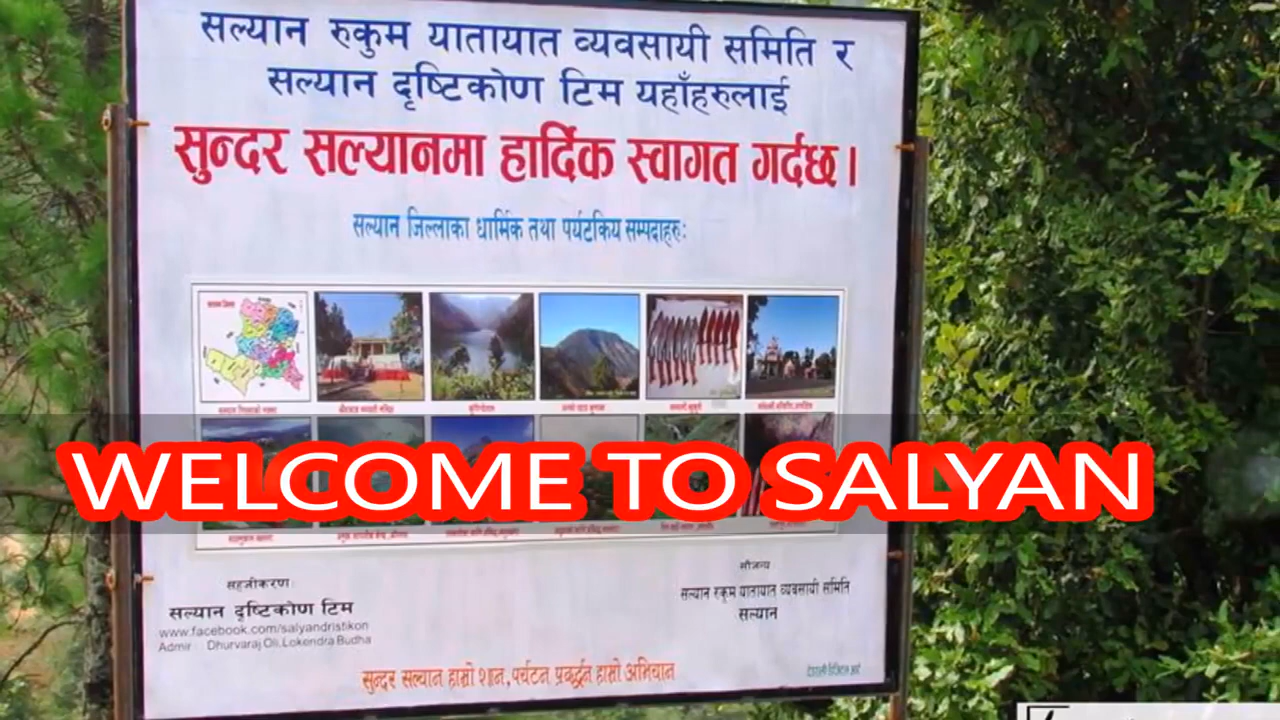 सल्यान रुकुम यातायात व्यवसायी समिति र
सल्यान दृष्टिकोण टिम यहाँहरुलाई
सुन्दर सल्यानमा हार्दिक स्वागत गर्दछ।
सल्यान जिल्लाका धार्मिक तथा पर्यटकिय सम्पदाहरु:
WELCOME TO SALYAN
सहजीकरण
सल्यान दृष्टिकोण टिम
www.facebook.com/salyandristikon
Admir Dhurvaraj Oli.Lokendra Budha
सौजन्य
सल्यान रुकुम यातायात व्यवसायी समिति
सल्यान
सुन्दर सल्यान हाम्रो शान, पर्यटन प्रवर्द्धन हाम्रो अभियान